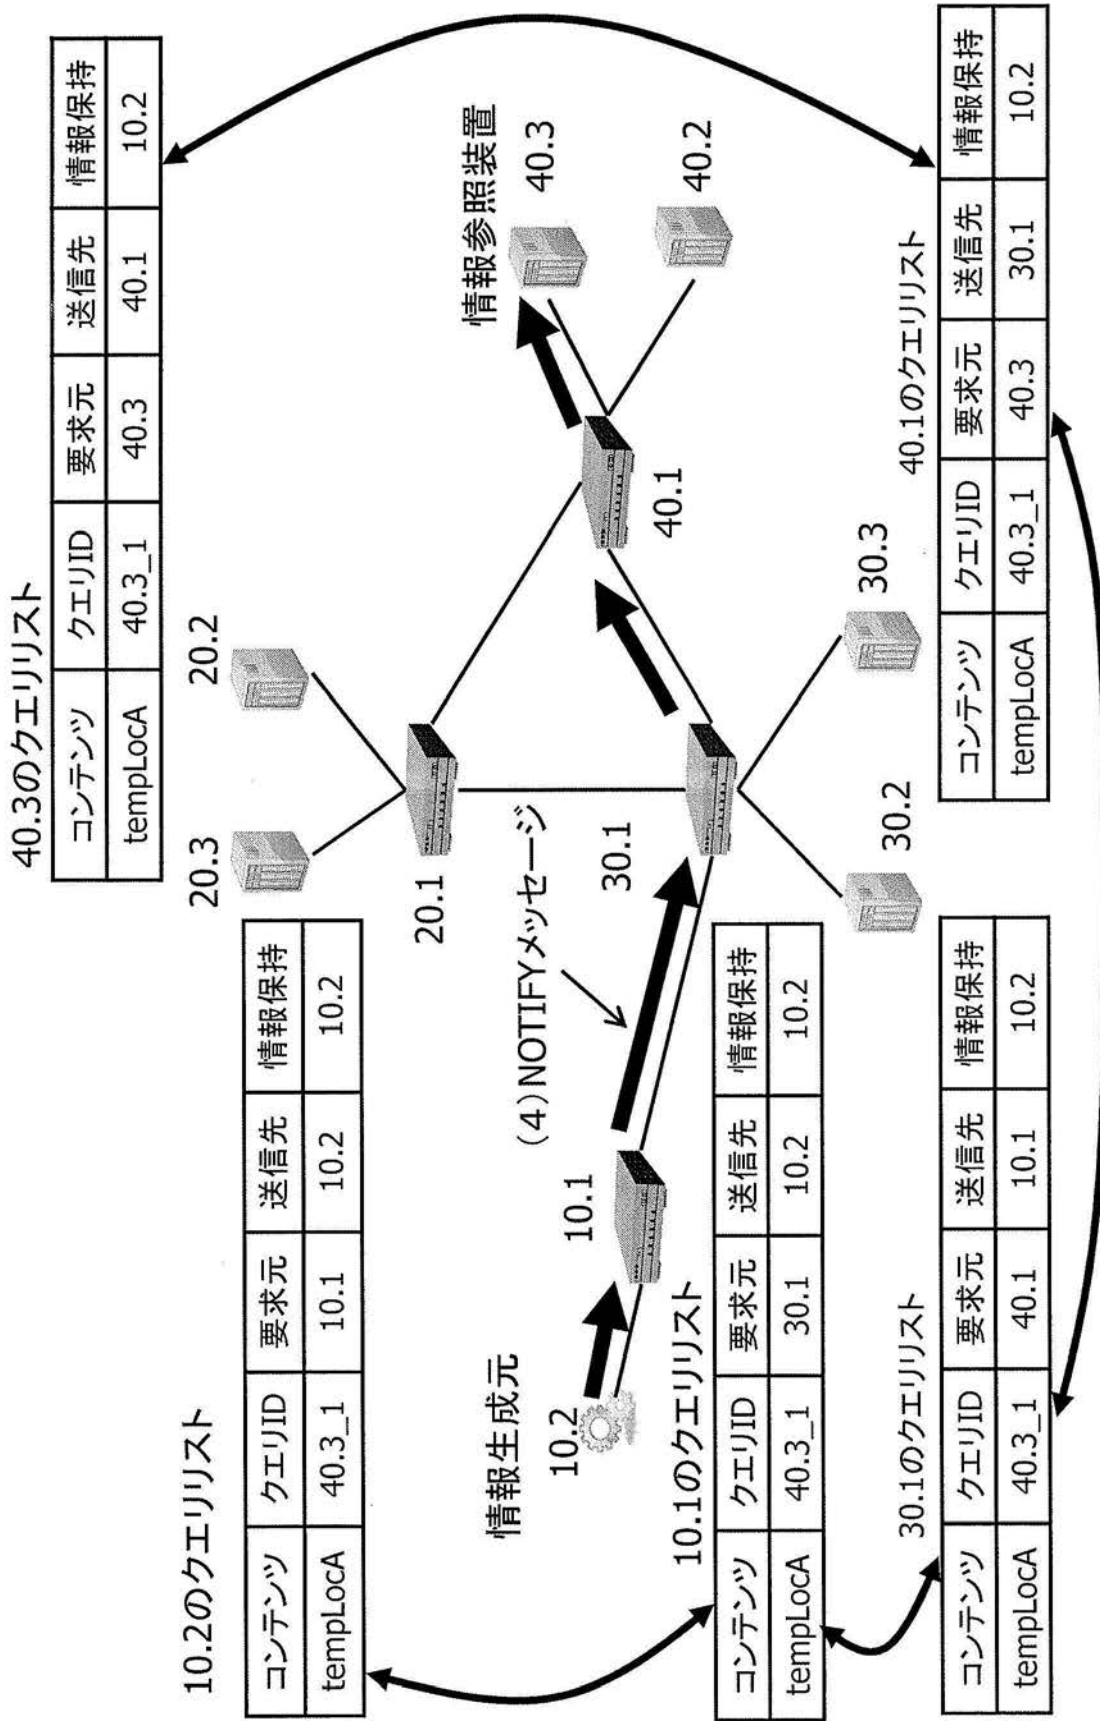 40.3のクエリリスト
コンテンツ クエリID 要求元 送信先 情報保持
tempLocA 40.3_1 40.3 40.1 10.2
10.2のクエリリスト
コンテンツ クエリID 要求元 送信先 情報保持
tempLocA 40.3_1 10.1 10.2 10.2
20.3
20.2
20.1
情報参照装置
40.3
40.2
40.1
(4)NOTIFYメッセージ
情報生成元
10.2
10.1
30.1
30.2
30.3
10.1のクエリリスト
コンテンツ クエリID 要求元 送信先 情報保持
tempLocA 40.3_1 30.1 10.2 10.2
30.1のクエリリスト
コンテンツ クエリID 要求元 送信先 情報保持
tempLocA 40.3_1 40.1 10.1 10.2
40.1のクエリリスト
コンテンツ クエリID 要求元 送信先 情報保持
tempLocA 40.3_1 40.3 30.1 10.2